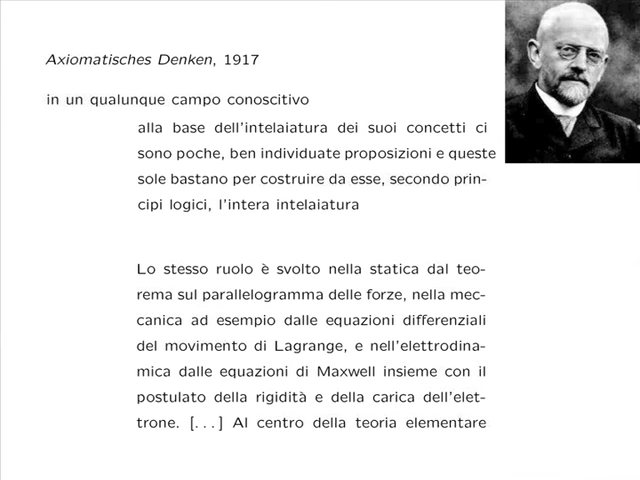 Axiomatisches Denken, 1917
in un qualunque campo conoscitivo
alla base dell'intelaiatura dei suoi concetti ci
sono poche, ben individuate proposizioni e queste
sole bastano per costruire da esse, secondo prin-
cipi logici, l'intera intelaiatura
Lo stesso ruolo è svolto nella statica dal teo-
rema sul parallelogramma delle forze, nella mec-
canica ad esempio dalle equazioni differenziali
del movimento di Lagrange, e nell'elettrodina-
mica dalle equazioni di Maxwell insieme con il
postulato della rigidità e della carica dell'elet-
trone. [...] Al centro della teoria elementare